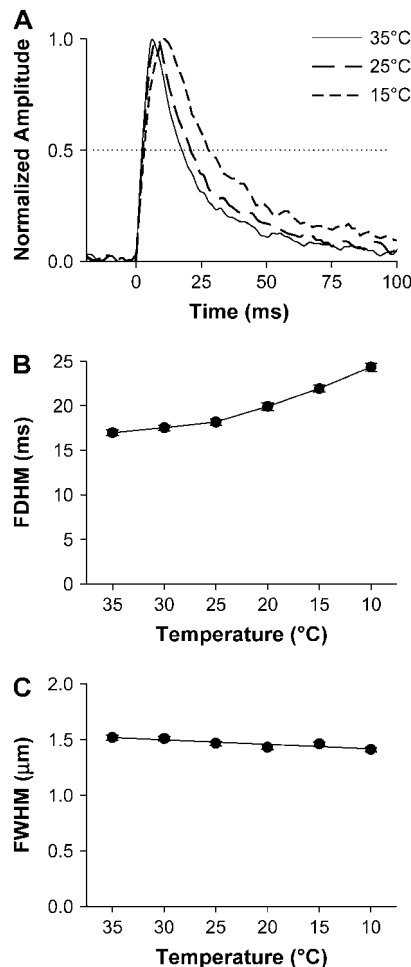 A
35°C
25°C
15°C
Normalized Amplitude
1.0
0.5
0.0
0 25 50 75 100
Time (ms)
B
FDHM (ms)
25
20
15
10
5
0
35 30 25 20 15 10
Temperature (°C)
C
FWHM (μm)
2.0
1.5
1.0
0.5
0.0
35 30 25 20 15 10
Temperature (°C)